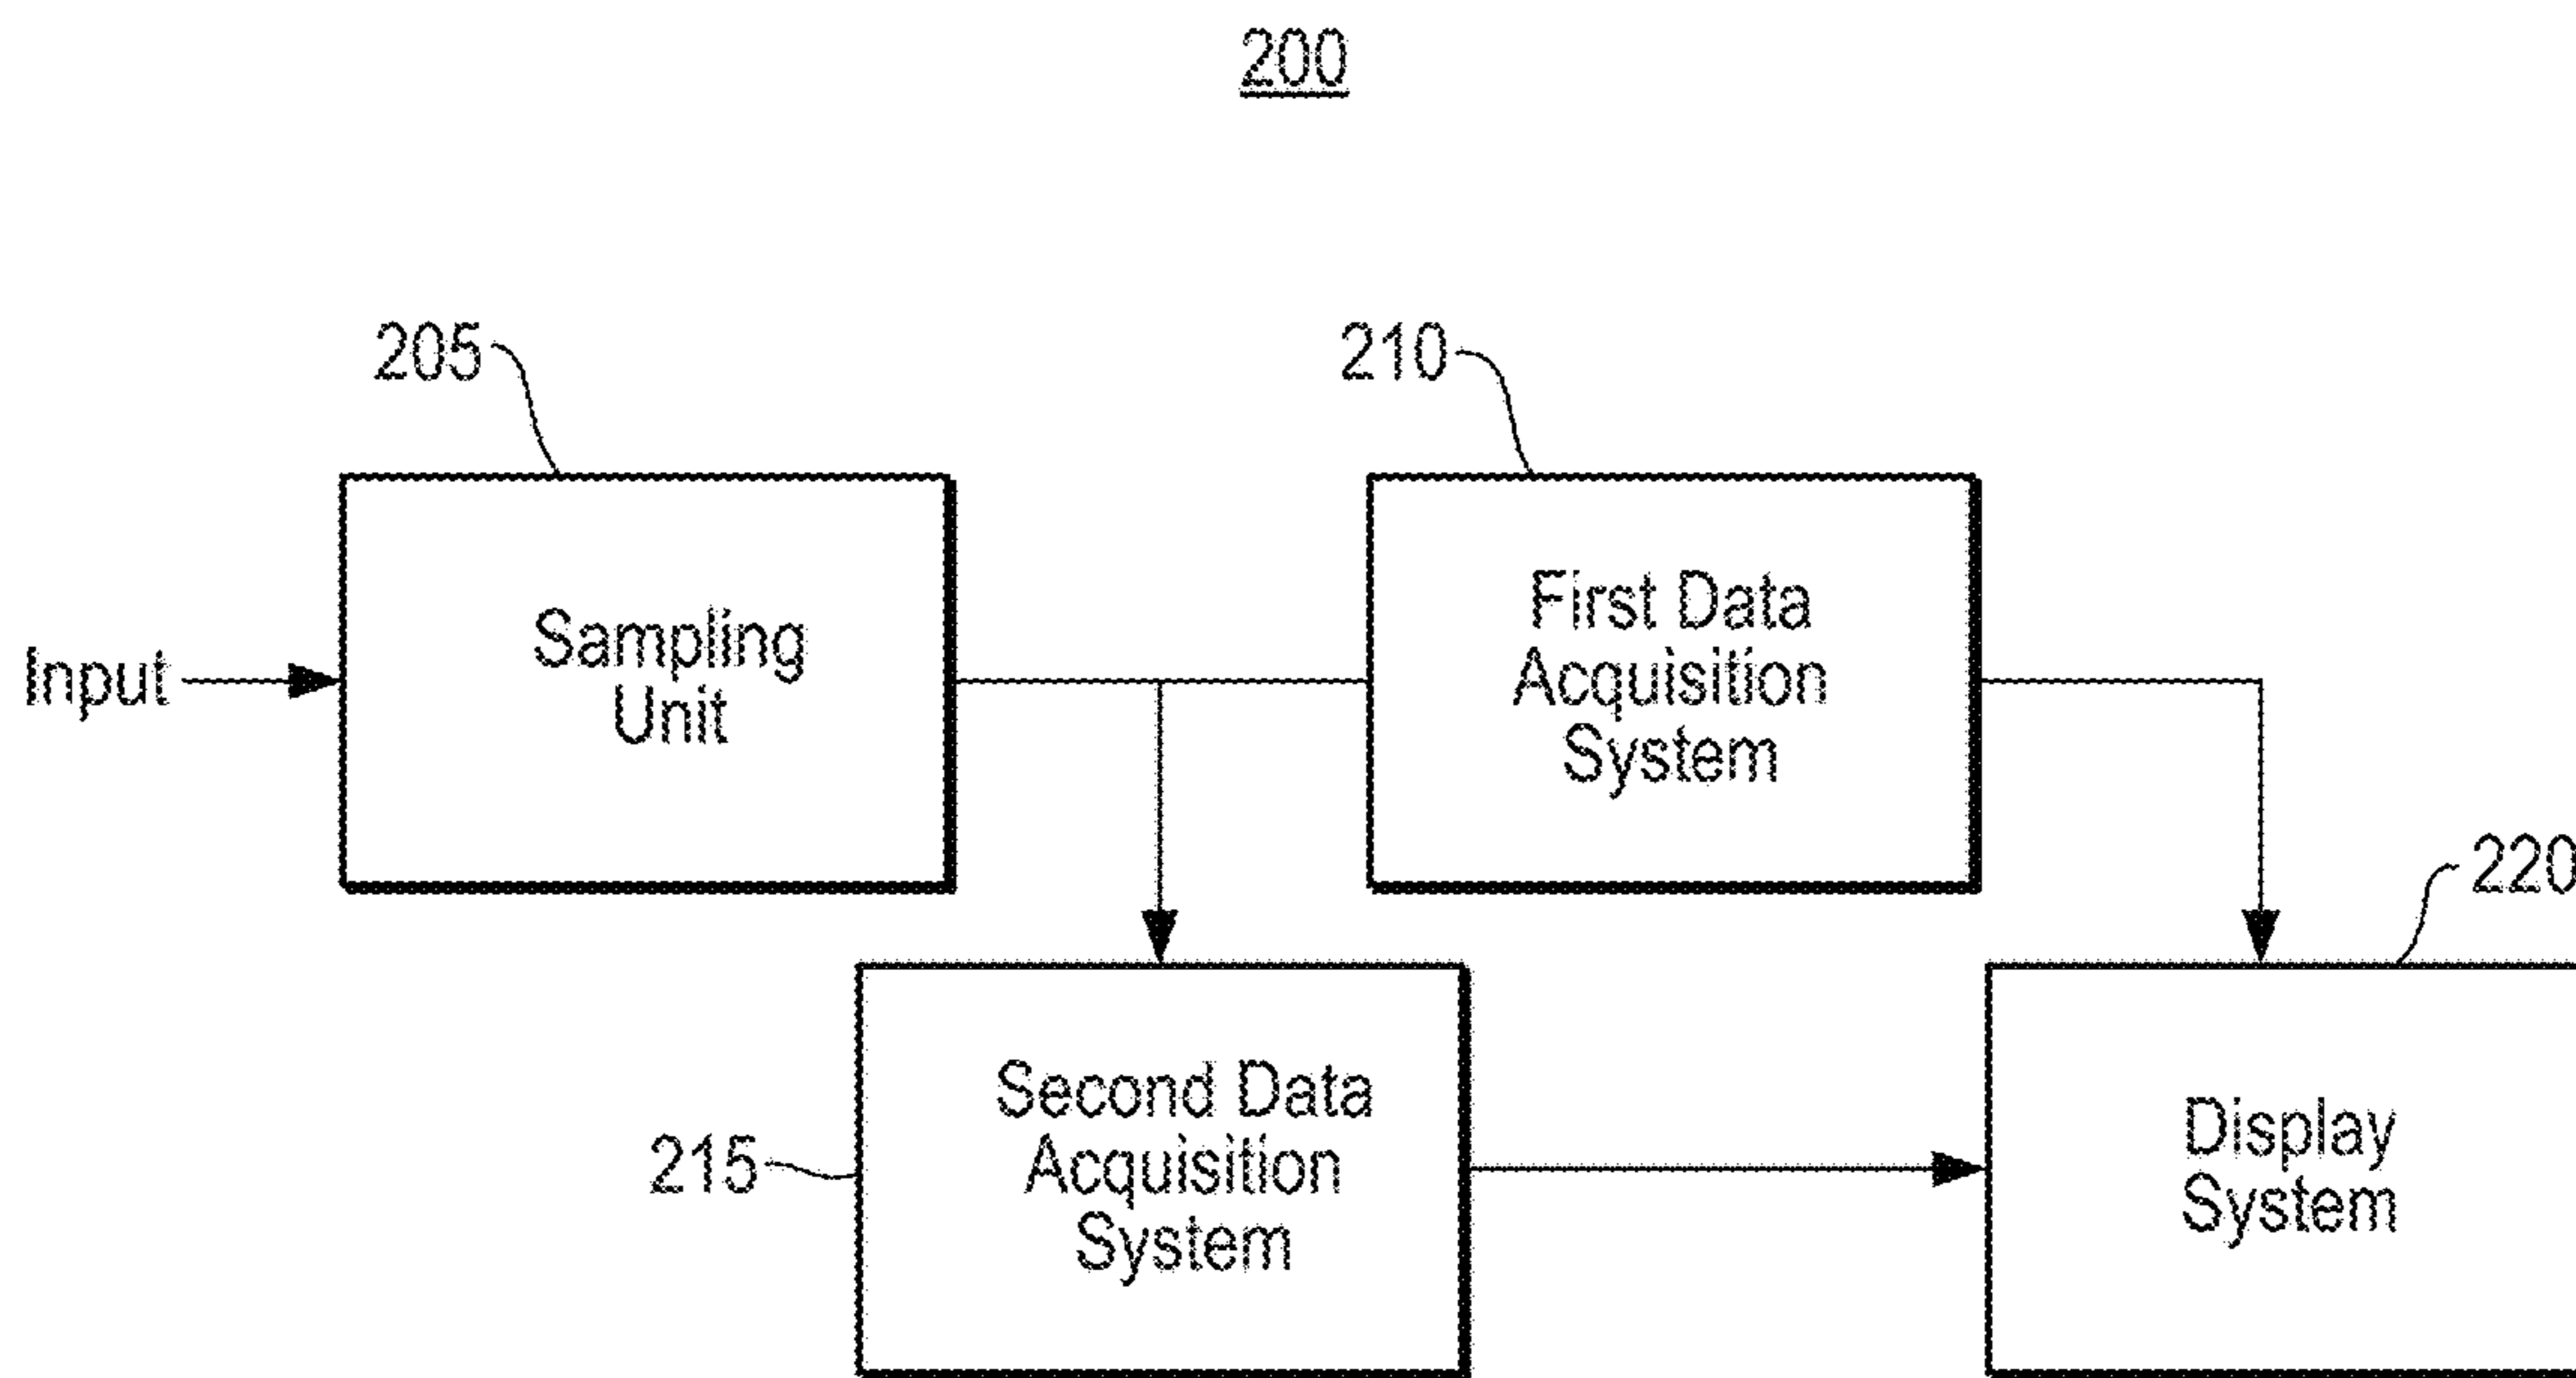 200
205
210
Input
Sampling
Unit
First Data
Acquisition
System
220
215
Second Data
Acquisition
System
Display
System